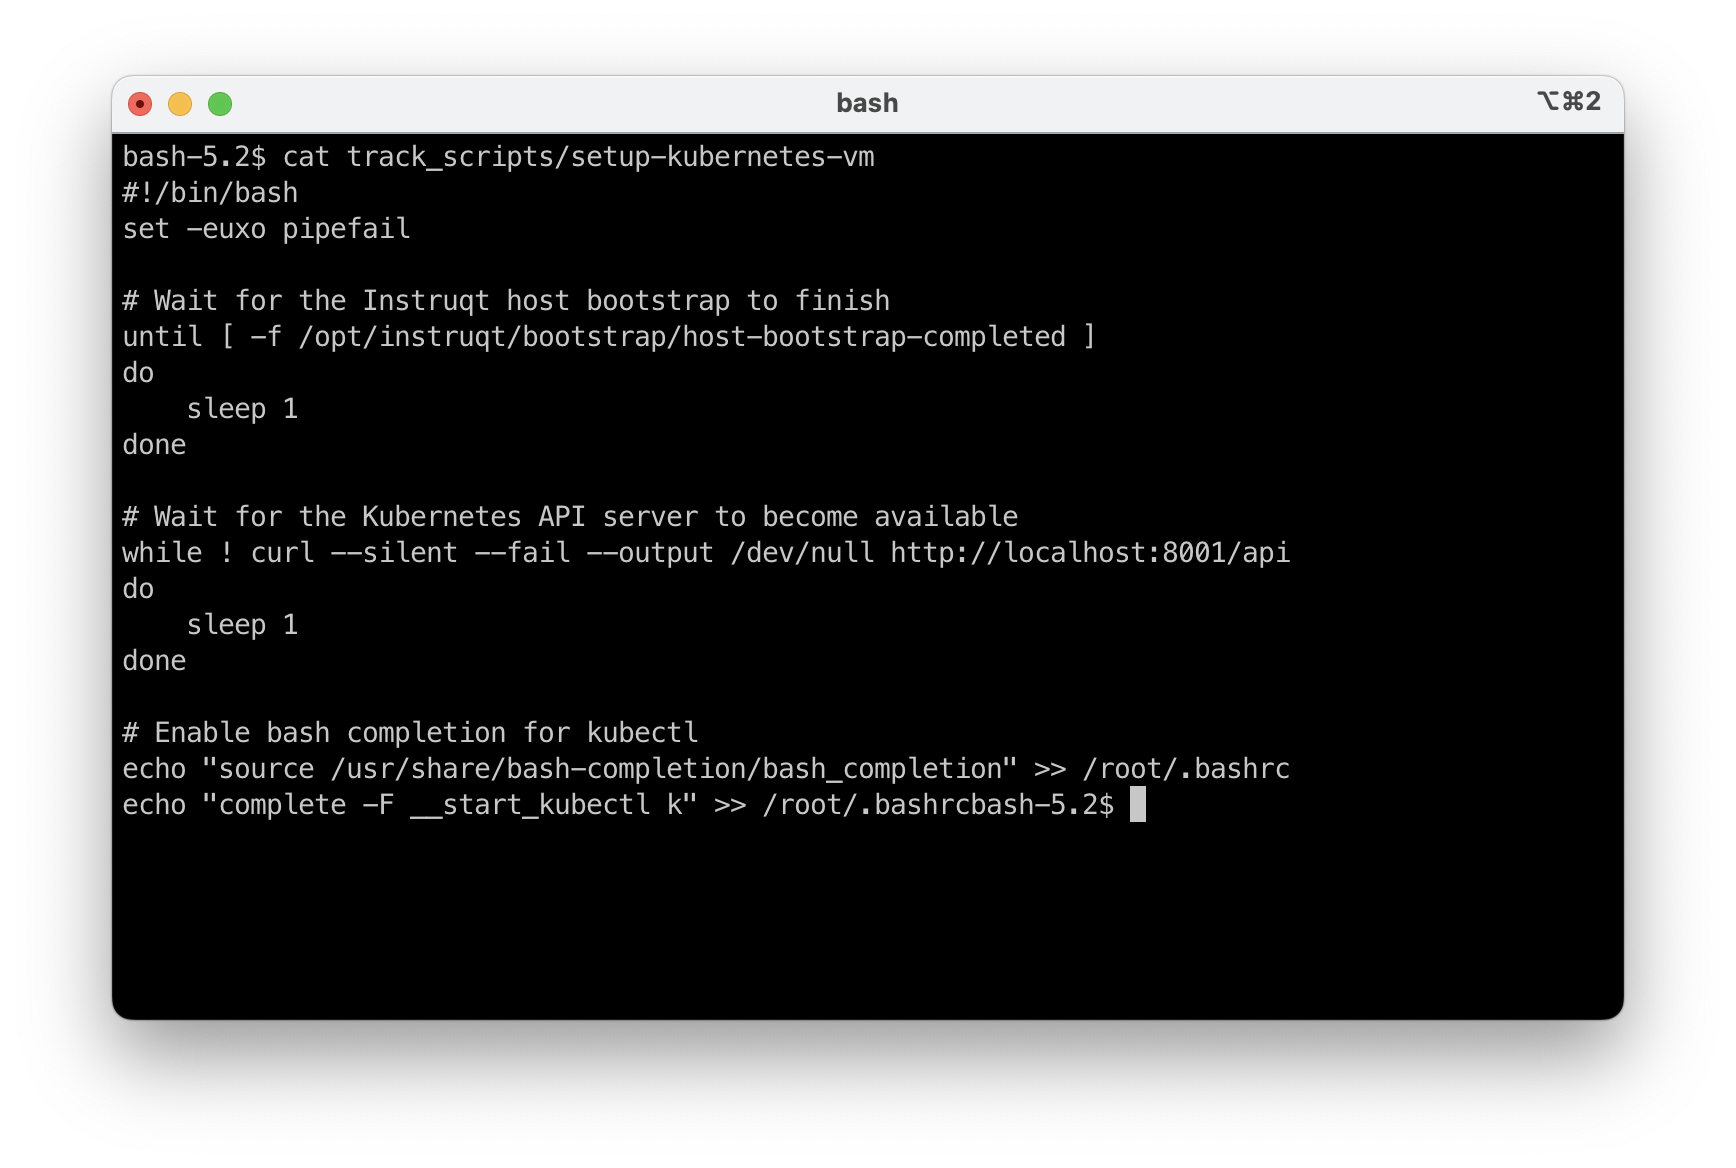 bash
⌥⌘2
bash-5.2$ cat track_scripts/setup-kubernetes-vm
#!/bin/bash
set -euxo pipefail

# Wait for the Instruqt host bootstrap to finish
until [ -f /opt/instruqt/bootstrap/host-bootstrap-completed ]
do
    sleep 1
done

# Wait for the Kubernetes API server to become available
while ! curl --silent --fail --output /dev/null http://localhost:8001/api
do
    sleep 1
done

# Enable bash completion for kubectl
echo "source /usr/share/bash-completion/bash_completion" >> /root/.bashrc
echo "complete -F __start_kubectl k" >> /root/.bashrcbash-5.2$